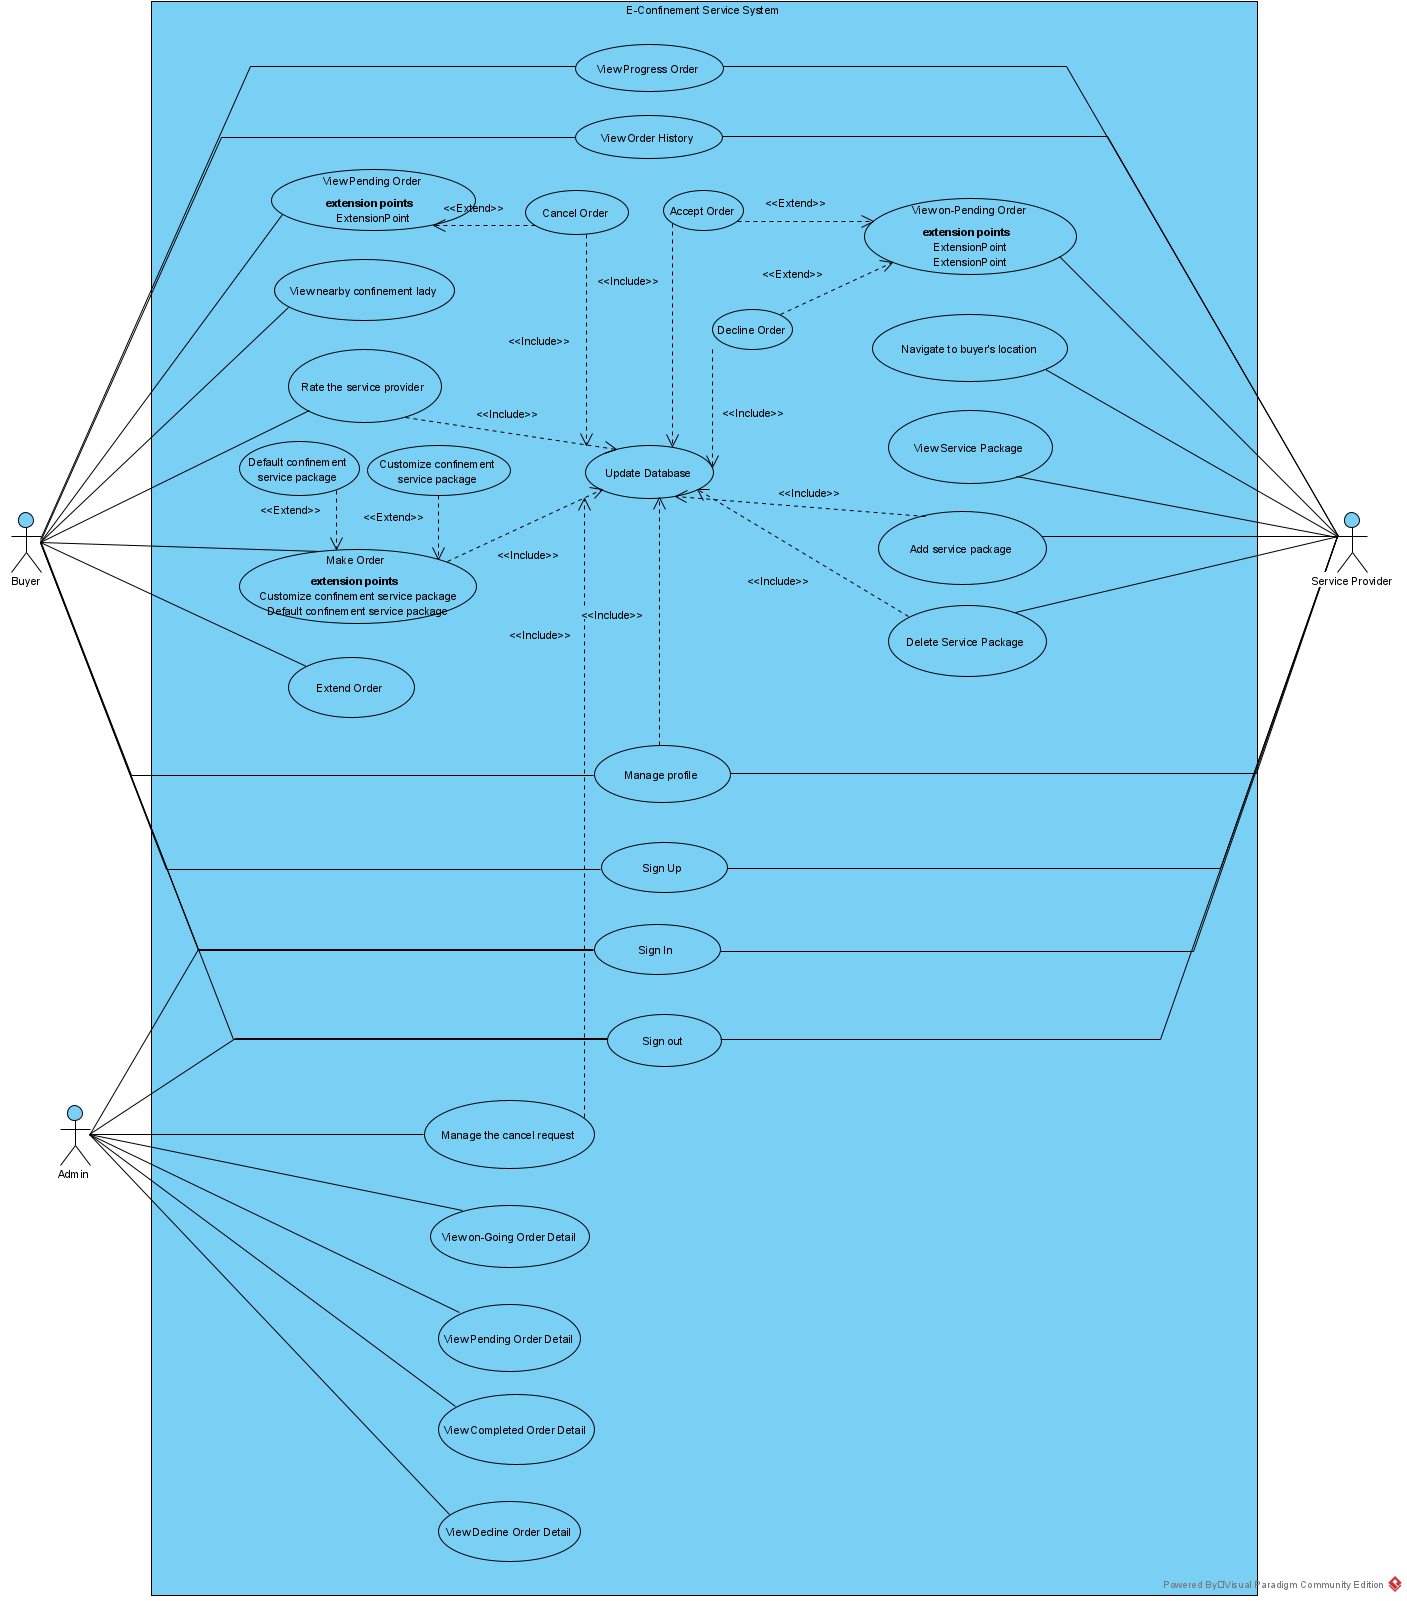 E-Confinement Service System
View Progress Order
View Order History
View Pending Order
extension points
ExtensionPoint
<<Extend>>
Cancel Order
Accept Order
<<Extend>>
View on-Pending Order
extension points
ExtensionPoint
ExtensionPoint
<<Extend>>
<<Include>>
View nearby confinement lady
Decline Order
<<Include>>
Navigate to buyer's location
Rate the service provider
<<Include>>
<<Include>>
View Service Package
Default confinement
service package
Customize confinement
service package
Update Database
<<Include>>
<<Extend>>
<<Extend>>
Buyer
Service Provider
Make Order
extension points
Customize confinement service package
Default confinement service package
<<Include>>
Add service package
<<Include>>
<<Include>>
<<Include>>
Delete Service Package
Extend Order
Manage profile
Sign Up
Sign In
Sign out
Admin
Manage the cancel request
View on-Going Order Detail
View Pending Order Detail
View Completed Order Detail
View Decline Order Detail
Powered By Visual Paradigm Community Edition